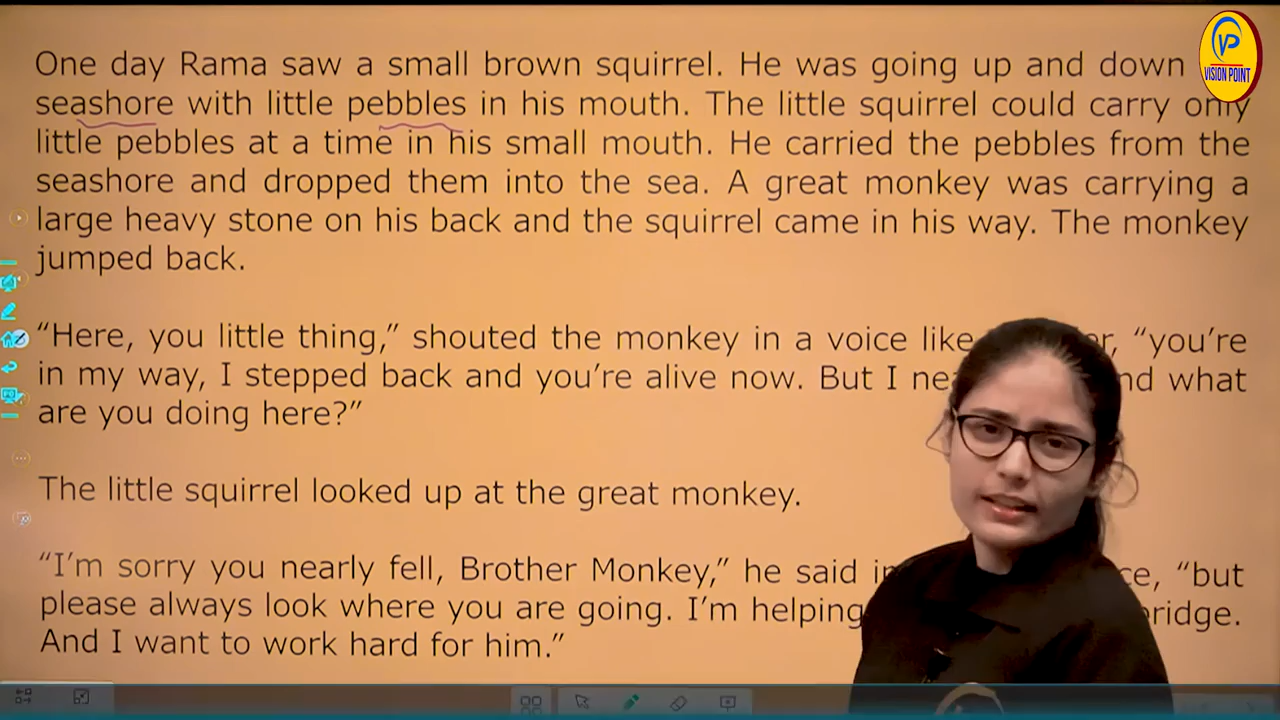 VP
VISION POINT
One day Rama saw a small brown squirrel. He was going up and down
seashore with little pebbles in his mouth. The little squirrel could carry only
little pebbles at a time in his small mouth. He carried the pebbles from the
seashore and dropped them into the sea. A great monkey was carrying a
large heavy stone on his back and the squirrel came in his way. The monkey
jumped back.
“Here, you little thing,” shouted the monkey in a voice like “you’re
in my way, I stepped back and you’re alive now. But I what
are you doing here?”
The little squirrel looked up at the great monkey.
“I’m sorry you nearly fell, Brother Monkey,” he said “but
please always look where you are going. I’m helping bridge.
And I want to work hard for him.”